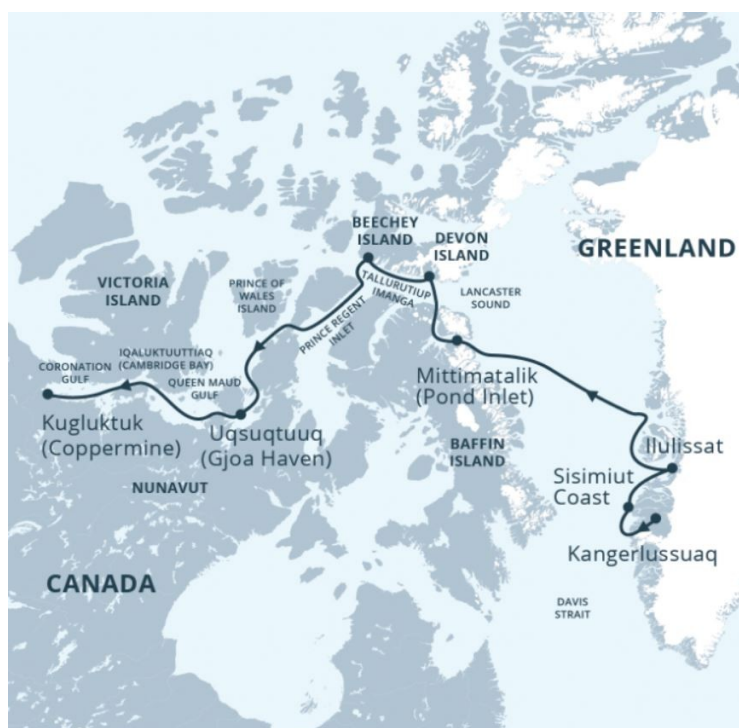 BEECHEY
ISLAND
DEVON
ISLAND
GREENLAND
TALLURUTIUP
IMANGA
LANCASTER
SOUND
VICTORIA
ISLAND
PRINCE OF
WALES
ISLAND
PRINCE REGENT
INLET
IQALUKTUUTTIAQ
(CAMBRIDGE BAY)
CORONATION
GULF
QUEEN MAUD
GULF
Mittimatalik
(Pond Inlet)
Kugluktuk
(Coppermine)
Uqsuqtuuq
(Gjoa Haven)
BAFFIN
ISLAND
Ilulissat
NUNAVUT
Sisimiut
Coast
Kangerlussuaq
CANADA
DAVIS
STRAIT